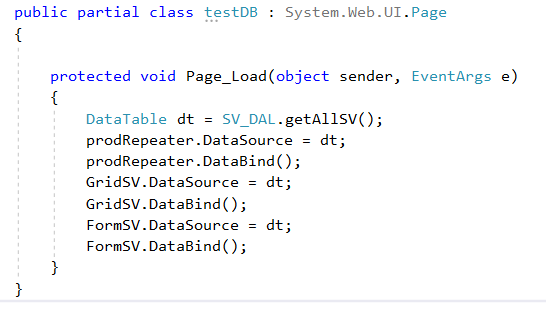 public partial class testDB : System.Web.UI.Page
{
protected void Page_Load(object sender, EventArgs e)
{
DataTable dt = SV_DAL.getAllSV();
prodRepeater.DataSource = dt;
prodRepeater.DataBind();
GridSV.DataSource = dt;
GridSV.DataBind();
FormSV.DataSource = dt;
FormSV.DataBind();
}
}